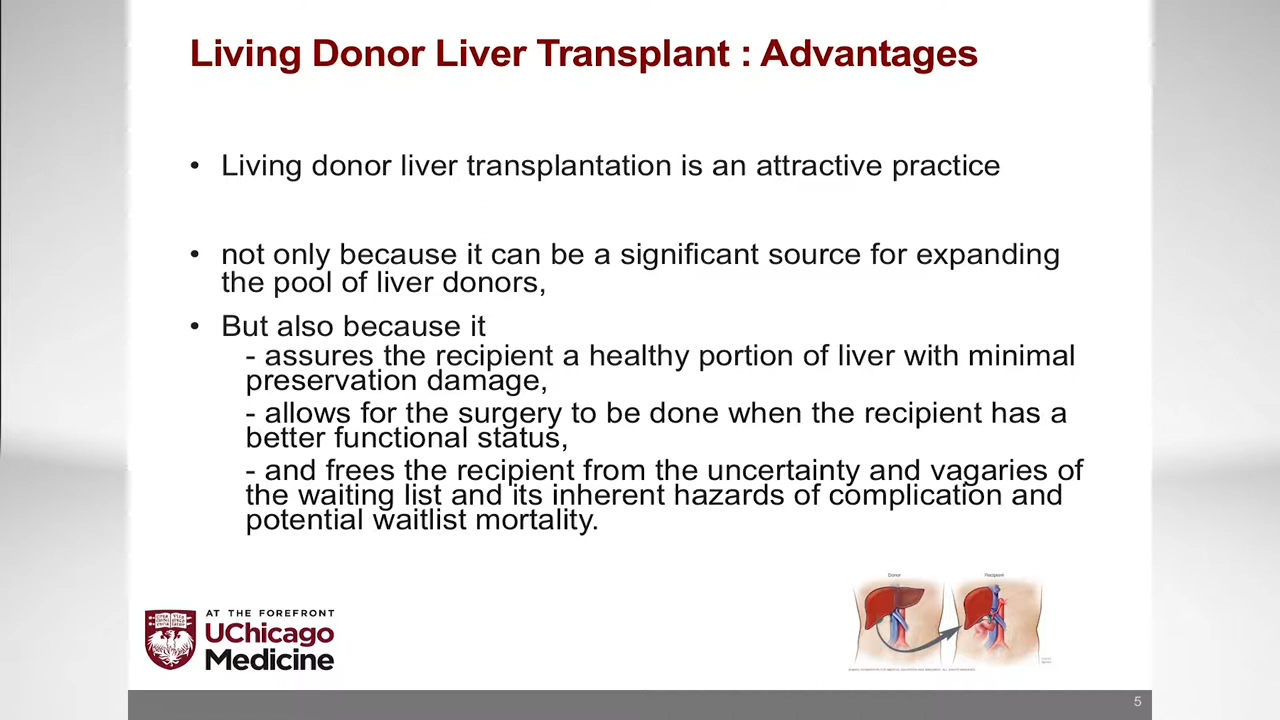 Living Donor Liver Transplant : Advantages
• Living donor liver transplantation is an attractive practice
• not only because it can be a significant source for expanding
the pool of liver donors,
• But also because it
- assures the recipient a healthy portion of liver with minimal
preservation damage,
- allows for the surgery to be done when the recipient has a
better functional status,
- and frees the recipient from the uncertainty and vagaries of
the waiting list and its inherent hazards of complication and
potential waitlist mortality.
Donor
Recipient
AT THE FOREFRONT
UChicago
Medicine
5